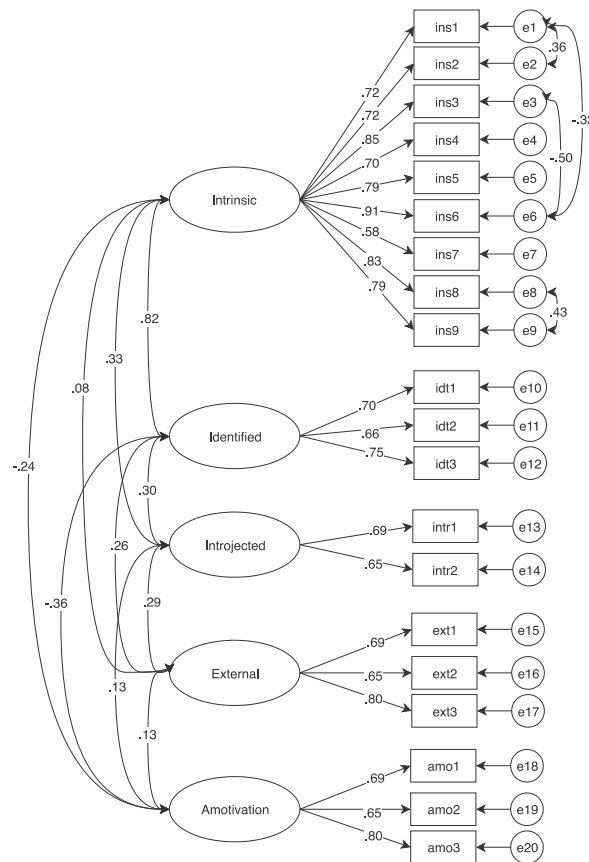 ins1 e1
.36
ins2 e2
.72
.72
ins3 e3
-.32
.85
ins4 e4
.70
-.50
.79
ins5 e5
Intrinsic
.91
ins6 e6
.58
ins7 e7
.83
.79
ins8 e8
.43
ins9 e9
.82
.33
.08
idt1 e10
.70
idt2 e11
.66
Identified
.75
idt3 e12
-.24
.30
intr1 e13
.69
.26
Introjected
.65
intr2 e14
-.36
.29
ext1 e15
.69
.13
External
.65
ext2 e16
.80
ext3 e17
.13
amo1 e18
.69
Amotivation
.65
amo2 e19
.80
amo3 e20